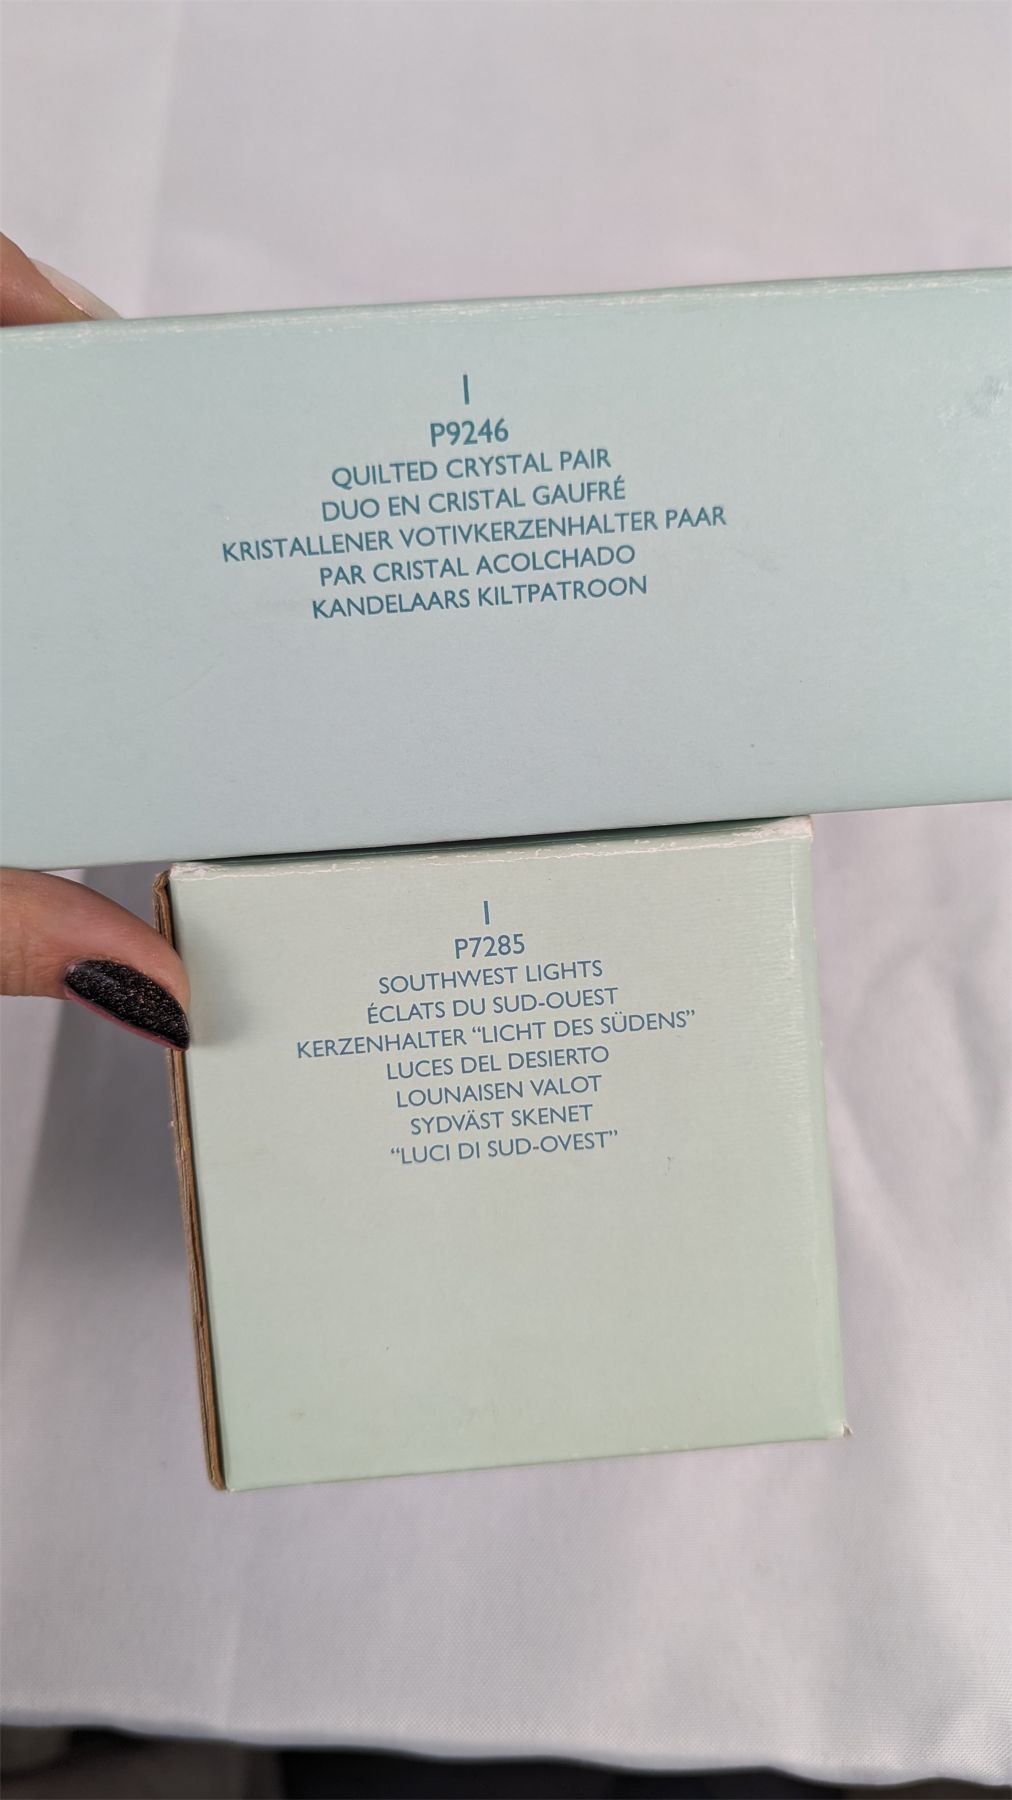 1
P9246
QUILTED CRYSTAL PAIR
DUO EN CRISTAL GAUFRÉ
KRISTALLENER VOTIVKERZENHALTER PAAR
PAR CRISTAL ACOLCHADO
KANDELAARS KILTPATROON
1
P7285
SOUTHWEST LIGHTS
ÉCLATS DU SUD-OUEST
KERZENHALTER “LICHT DES SÜDENS”
LUCES DEL DESIERTO
LOUNAISEN VALOT
SYDVÄST SKENET
“LUCI DI SUD-OVEST”